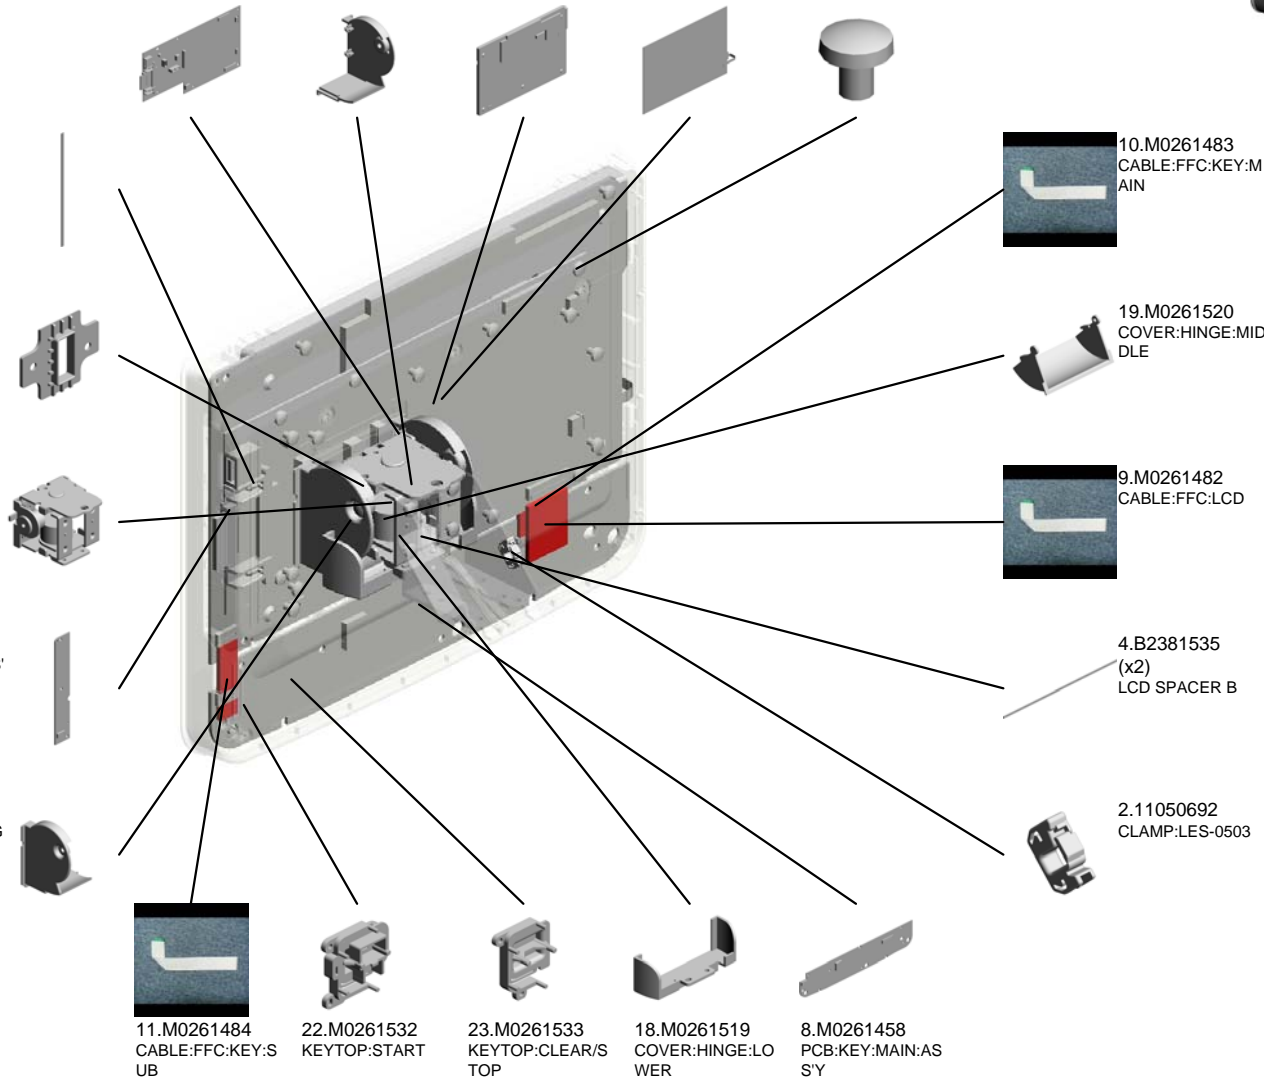 10.M0261483
CABLE:FFC:KEY:M
AIN
19.M0261520
COVER:HINGE:MID
DLE
9.M0261482
CABLE:FFC:LCD
4.B2381535
(x2)
LCD SPACER B
2.11050692
CLAMP:LES-0503
11.M0261484
CABLE:FFC:KEY:S
UB
22.M0261532
KEYTOP:START
23.M0261533
KEYTOP:CLEAR/S
TOP
18.M0261519
COVER:HINGE:LO
WER
8.M0261458
PCB:KEY:MAIN:AS
S'Y